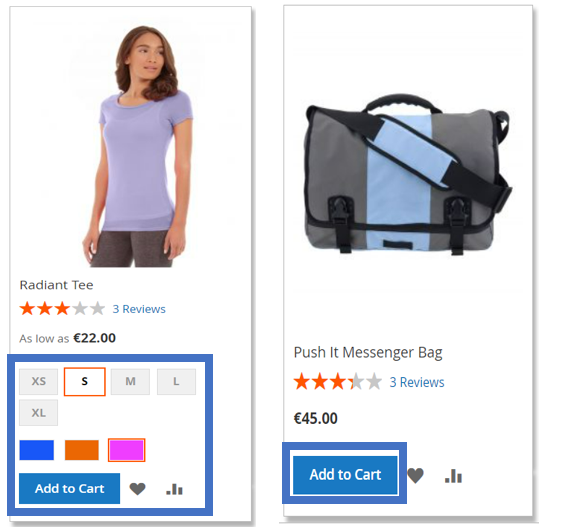 Radiant Tee
3 Reviews
As low as €22.00
XS S M L
XL
Add to Cart
Push It Messenger Bag
3 Reviews
€45.00
Add to Cart